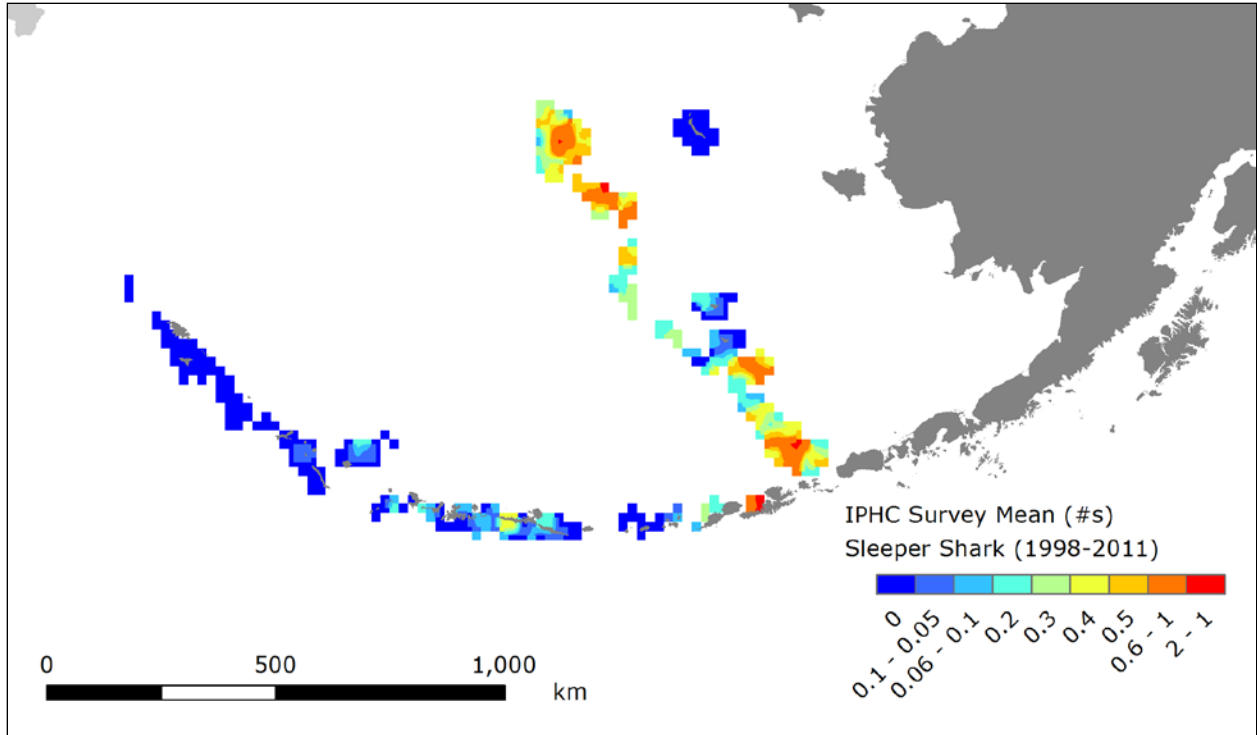 IPHC Survey Mean (#s)
Sleeper Shark (1998-2011)
0
0.1 - 0.05
0.06 - 0.1
0.2
0.3
0.4
0.5
0.6 - 1
2 - 1
0 500 1,000
km